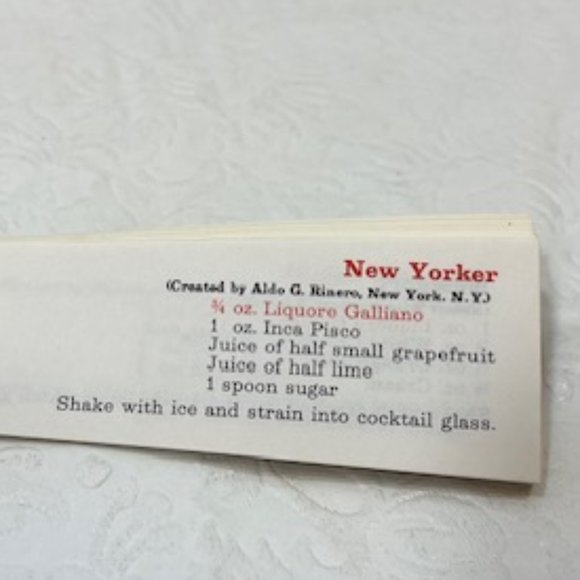 New Yorker
(Created by Aldo G. Rinero, New York, N.Y.)
¾ oz. Liquore Galliano
1 oz. Inca Pisco
Juice of half small grapefruit
Juice of half lime
1 spoon sugar
Shake with ice and strain into cocktail glass.